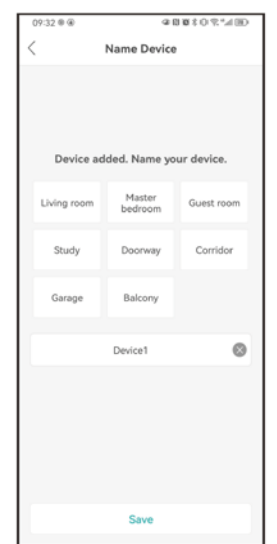 09:32
Name Device
Device added. Name your device.
Living room
Master
bedroom
Guest room
Study
Doorway
Corridor
Garage
Balcony
Device1
Save